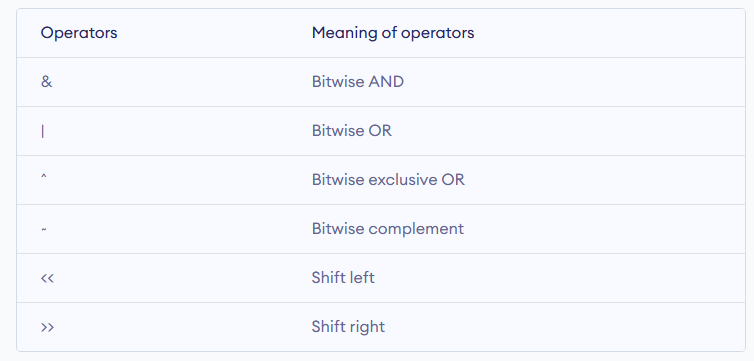 Operators Meaning of operators
& Bitwise AND
| Bitwise OR
^ Bitwise exclusive OR
~ Bitwise complement
<< Shift left
>> Shift right